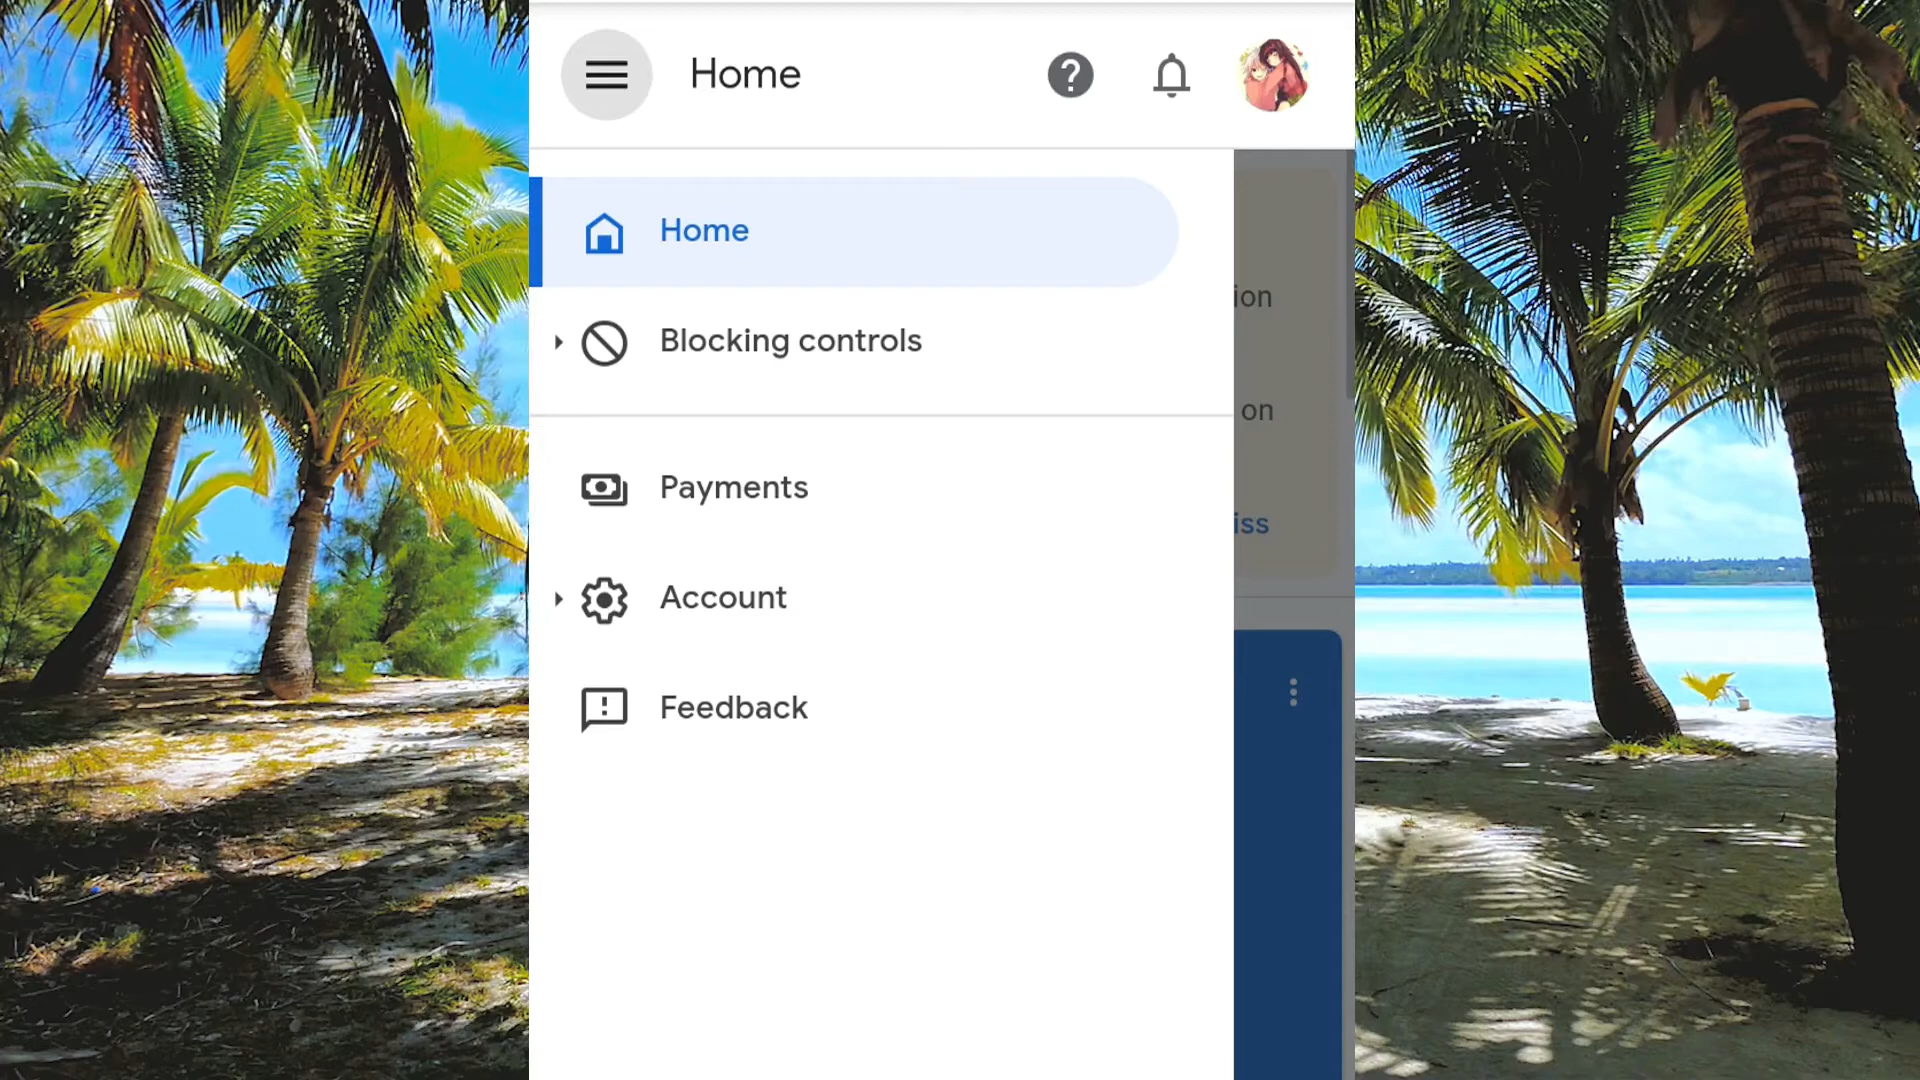 Home
Home
ion
Blocking controls
on
Payments
iss
Account
Feedback